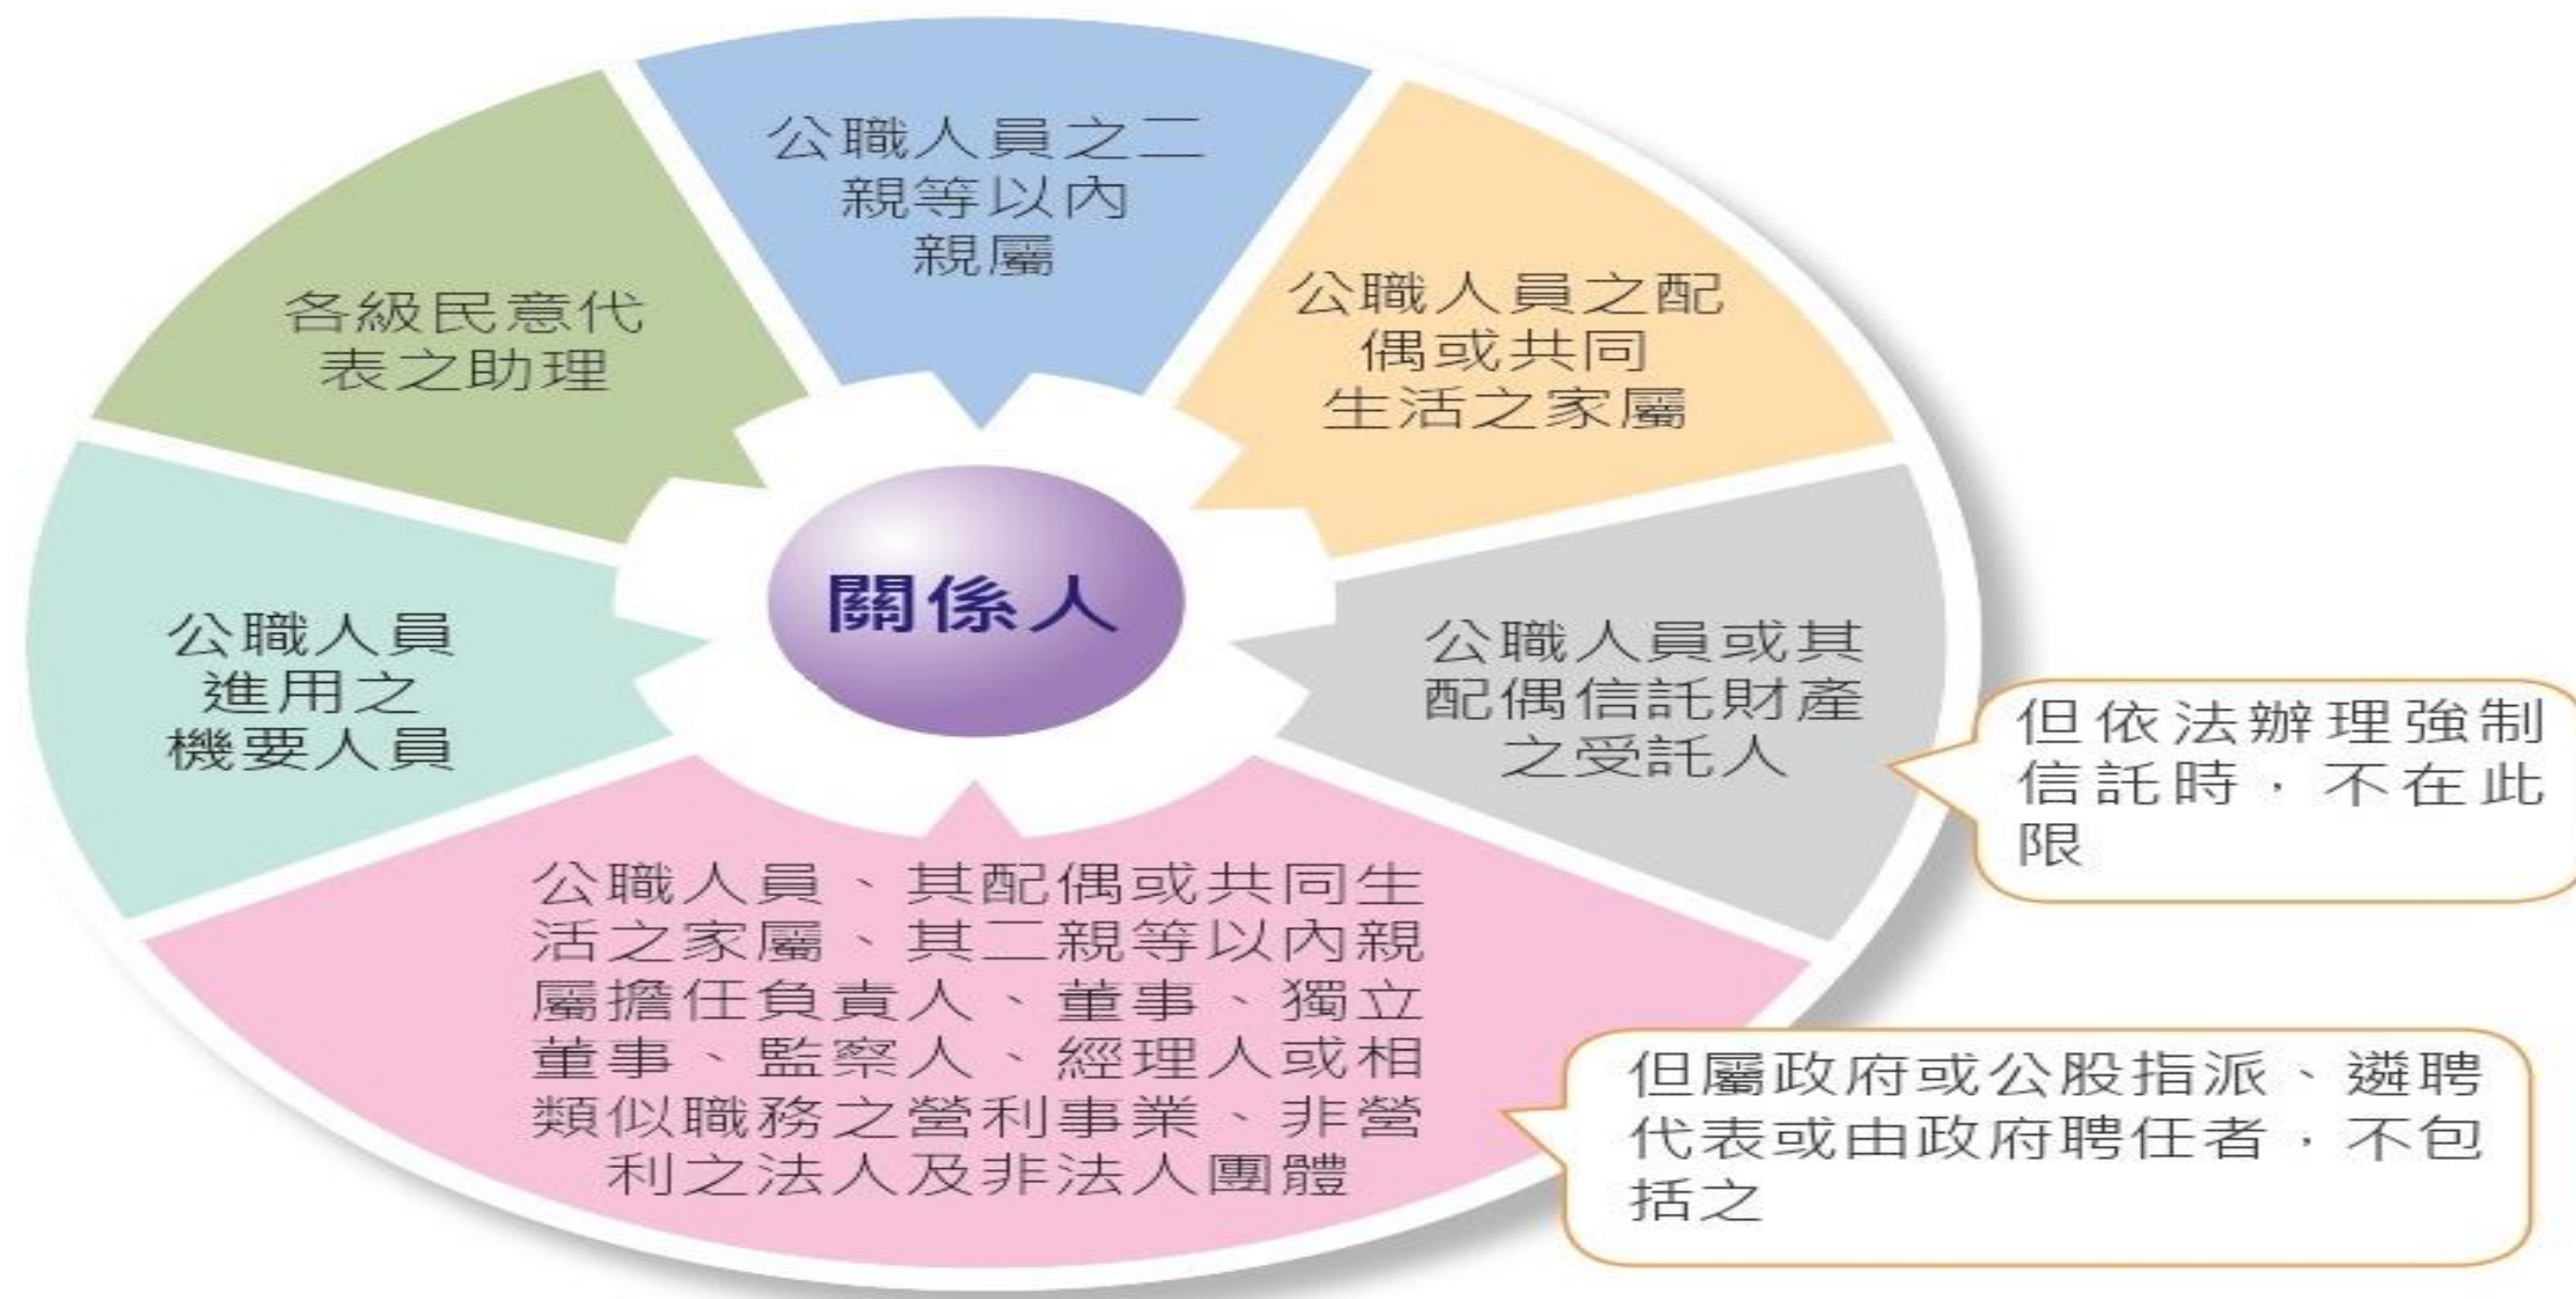 公職人員之二
親等以內
親屬
公職人員之配
偶或共同
生活之家屬
各級民意代
表之助理
關係人
公職人員
進用之
機要人員
公職人員或其
配偶信託財產
之受託人
但依法辦理強制
信託時，不在此
限
公職人員、其配偶或共同生
活之家屬、其二親等以內親
屬擔任負責人、董事、獨立
董事、監察人、經理人或相
類似職務之營利事業、非營
利之法人及非法人團體
但屬政府或公股指派、遴聘
代表或由政府聘任者，不包
括之